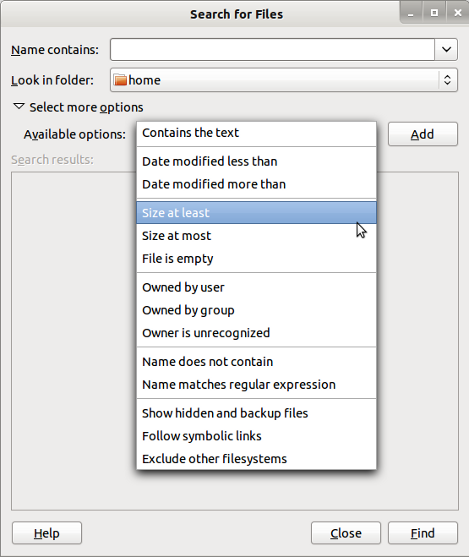 Search for Files
Name contains:
Look in folder: home
Select more options
Available options:
Contains the text
Add
Date modified less than
Search results:
Date modified more than
Size at least
Size at most
File is empty
Owned by user
Owned by group
Owner is unrecognized
Name does not contain
Name matches regular expression
Show hidden and backup files
Follow symbolic links
Exclude other filesystems
Help Close Find